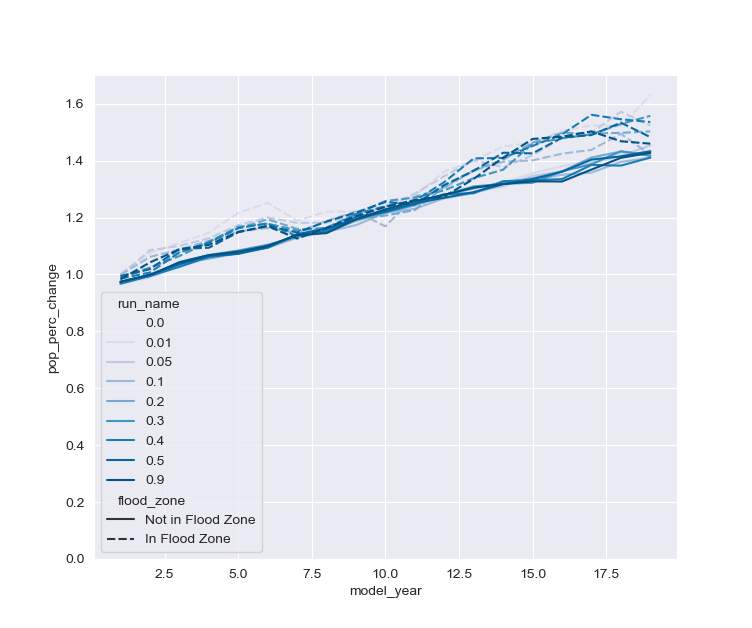 1.6
1.4
1.2
1.0
0.8
0.6
0.4
0.2
0.0
pop_perc_change
run_name
0.0
0.01
0.05
0.1
0.2
0.3
0.4
0.5
0.9
flood_zone
Not in Flood Zone
In Flood Zone
2.5 5.0 7.5 10.0 12.5 15.0 17.5
model_year